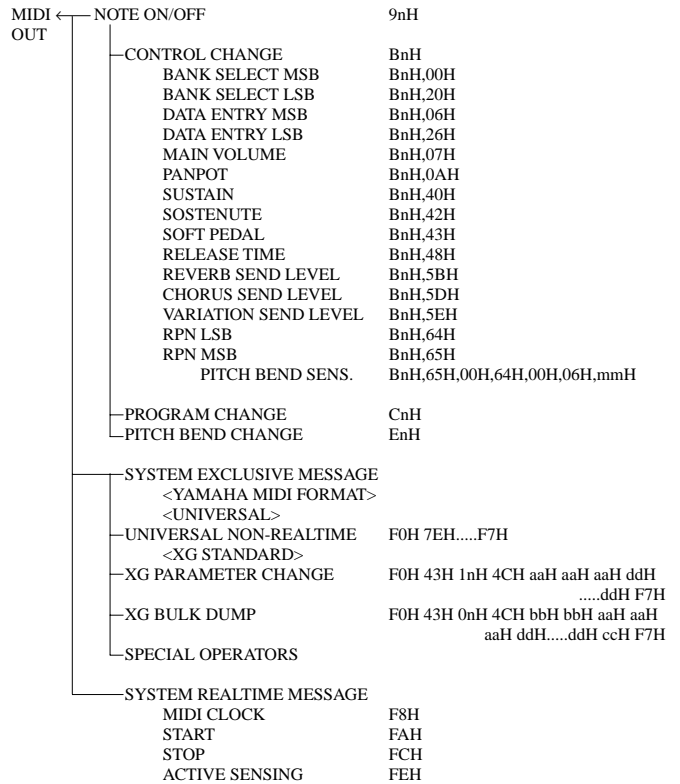 MIDI ← NOTE ON/OFF 9nH
OUT
CONTROL CHANGE BnH
BANK SELECT MSB BnH,00H
BANK SELECT LSB BnH,20H
DATA ENTRY MSB BnH,06H
DATA ENTRY LSB BnH,26H
MAIN VOLUME BnH,07H
PANPOT BnH,0AH
SUSTAIN BnH,40H
SOSTENUTE BnH,42H
SOFT PEDAL BnH,43H
RELEASE TIME BnH,48H
REVERB SEND LEVEL BnH,5BH
CHORUS SEND LEVEL BnH,5DH
VARIATION SEND LEVEL BnH,5EH
RPN LSB BnH,64H
RPN MSB BnH,65H
PITCH BEND SENS. BnH,65H,00H,64H,00H,06H,mmH
PROGRAM CHANGE CnH
PITCH BEND CHANGE EnH
SYSTEM EXCLUSIVE MESSAGE
<YAMAHA MIDI FORMAT>
<UNIVERSAL>
UNIVERSAL NON-REALTIME F0H 7EH.....F7H
<XG STANDARD>
XG PARAMETER CHANGE F0H 43H 1nH 4CH aaH aaH aaH ddH
.....ddH F7H
XG BULK DUMP F0H 43H 0nH 4CH bbH bbH aaH aaH
aaH ddH.....ddH ccH F7H
SPECIAL OPERATORS
SYSTEM REALTIME MESSAGE
MIDI CLOCK F8H
START FAH
STOP FCH
ACTIVE SENSING FEH